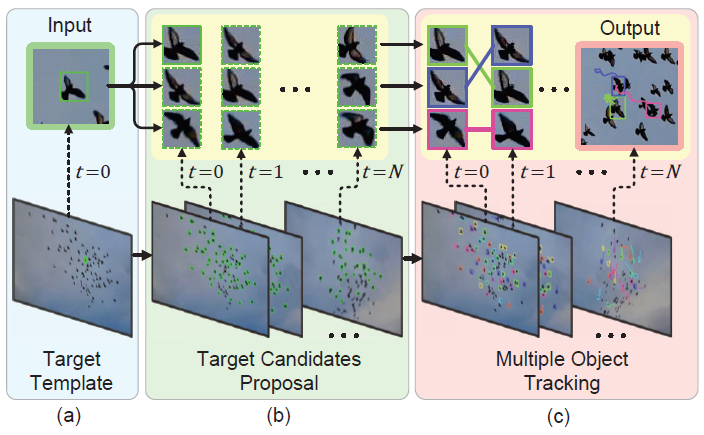 Input
Output
t=0
t=0
t=1
t=N
t=0
t=1
t=N
Target
Template
Target Candidates
Proposal
Multiple Object
Tracking
(a)
(b)
(c)